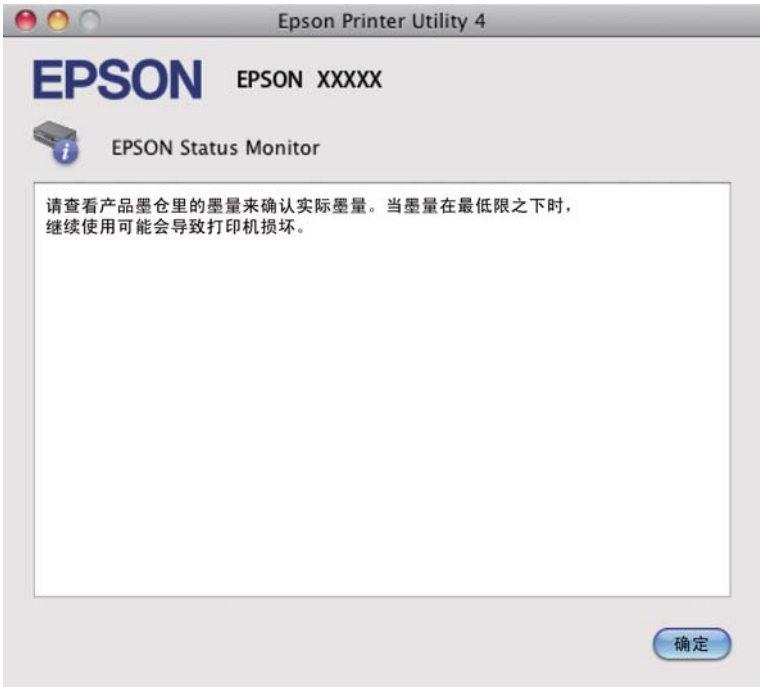 Epson Printer Utility 4
EPSON EPSON XXXXX
EPSON Status Monitor
请查看产品墨仓里的墨量来确认实际墨量。当墨量在最低限之下时，
继续使用可能会导致打印机损坏。
确定